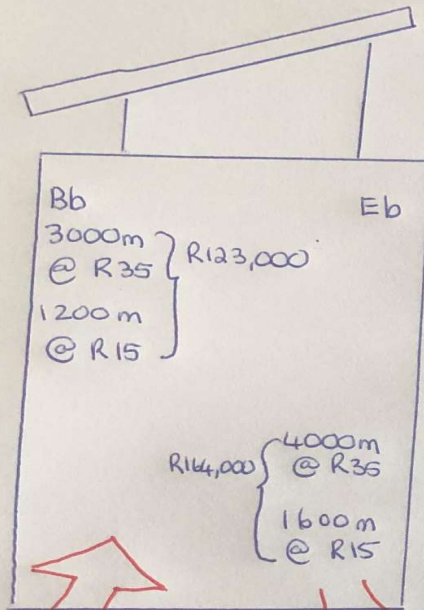 Bb
Eb
3000m
@ R35
R123,000
1200m
@ R15
4000m
@ R35
R164,000
1600m
@ R15